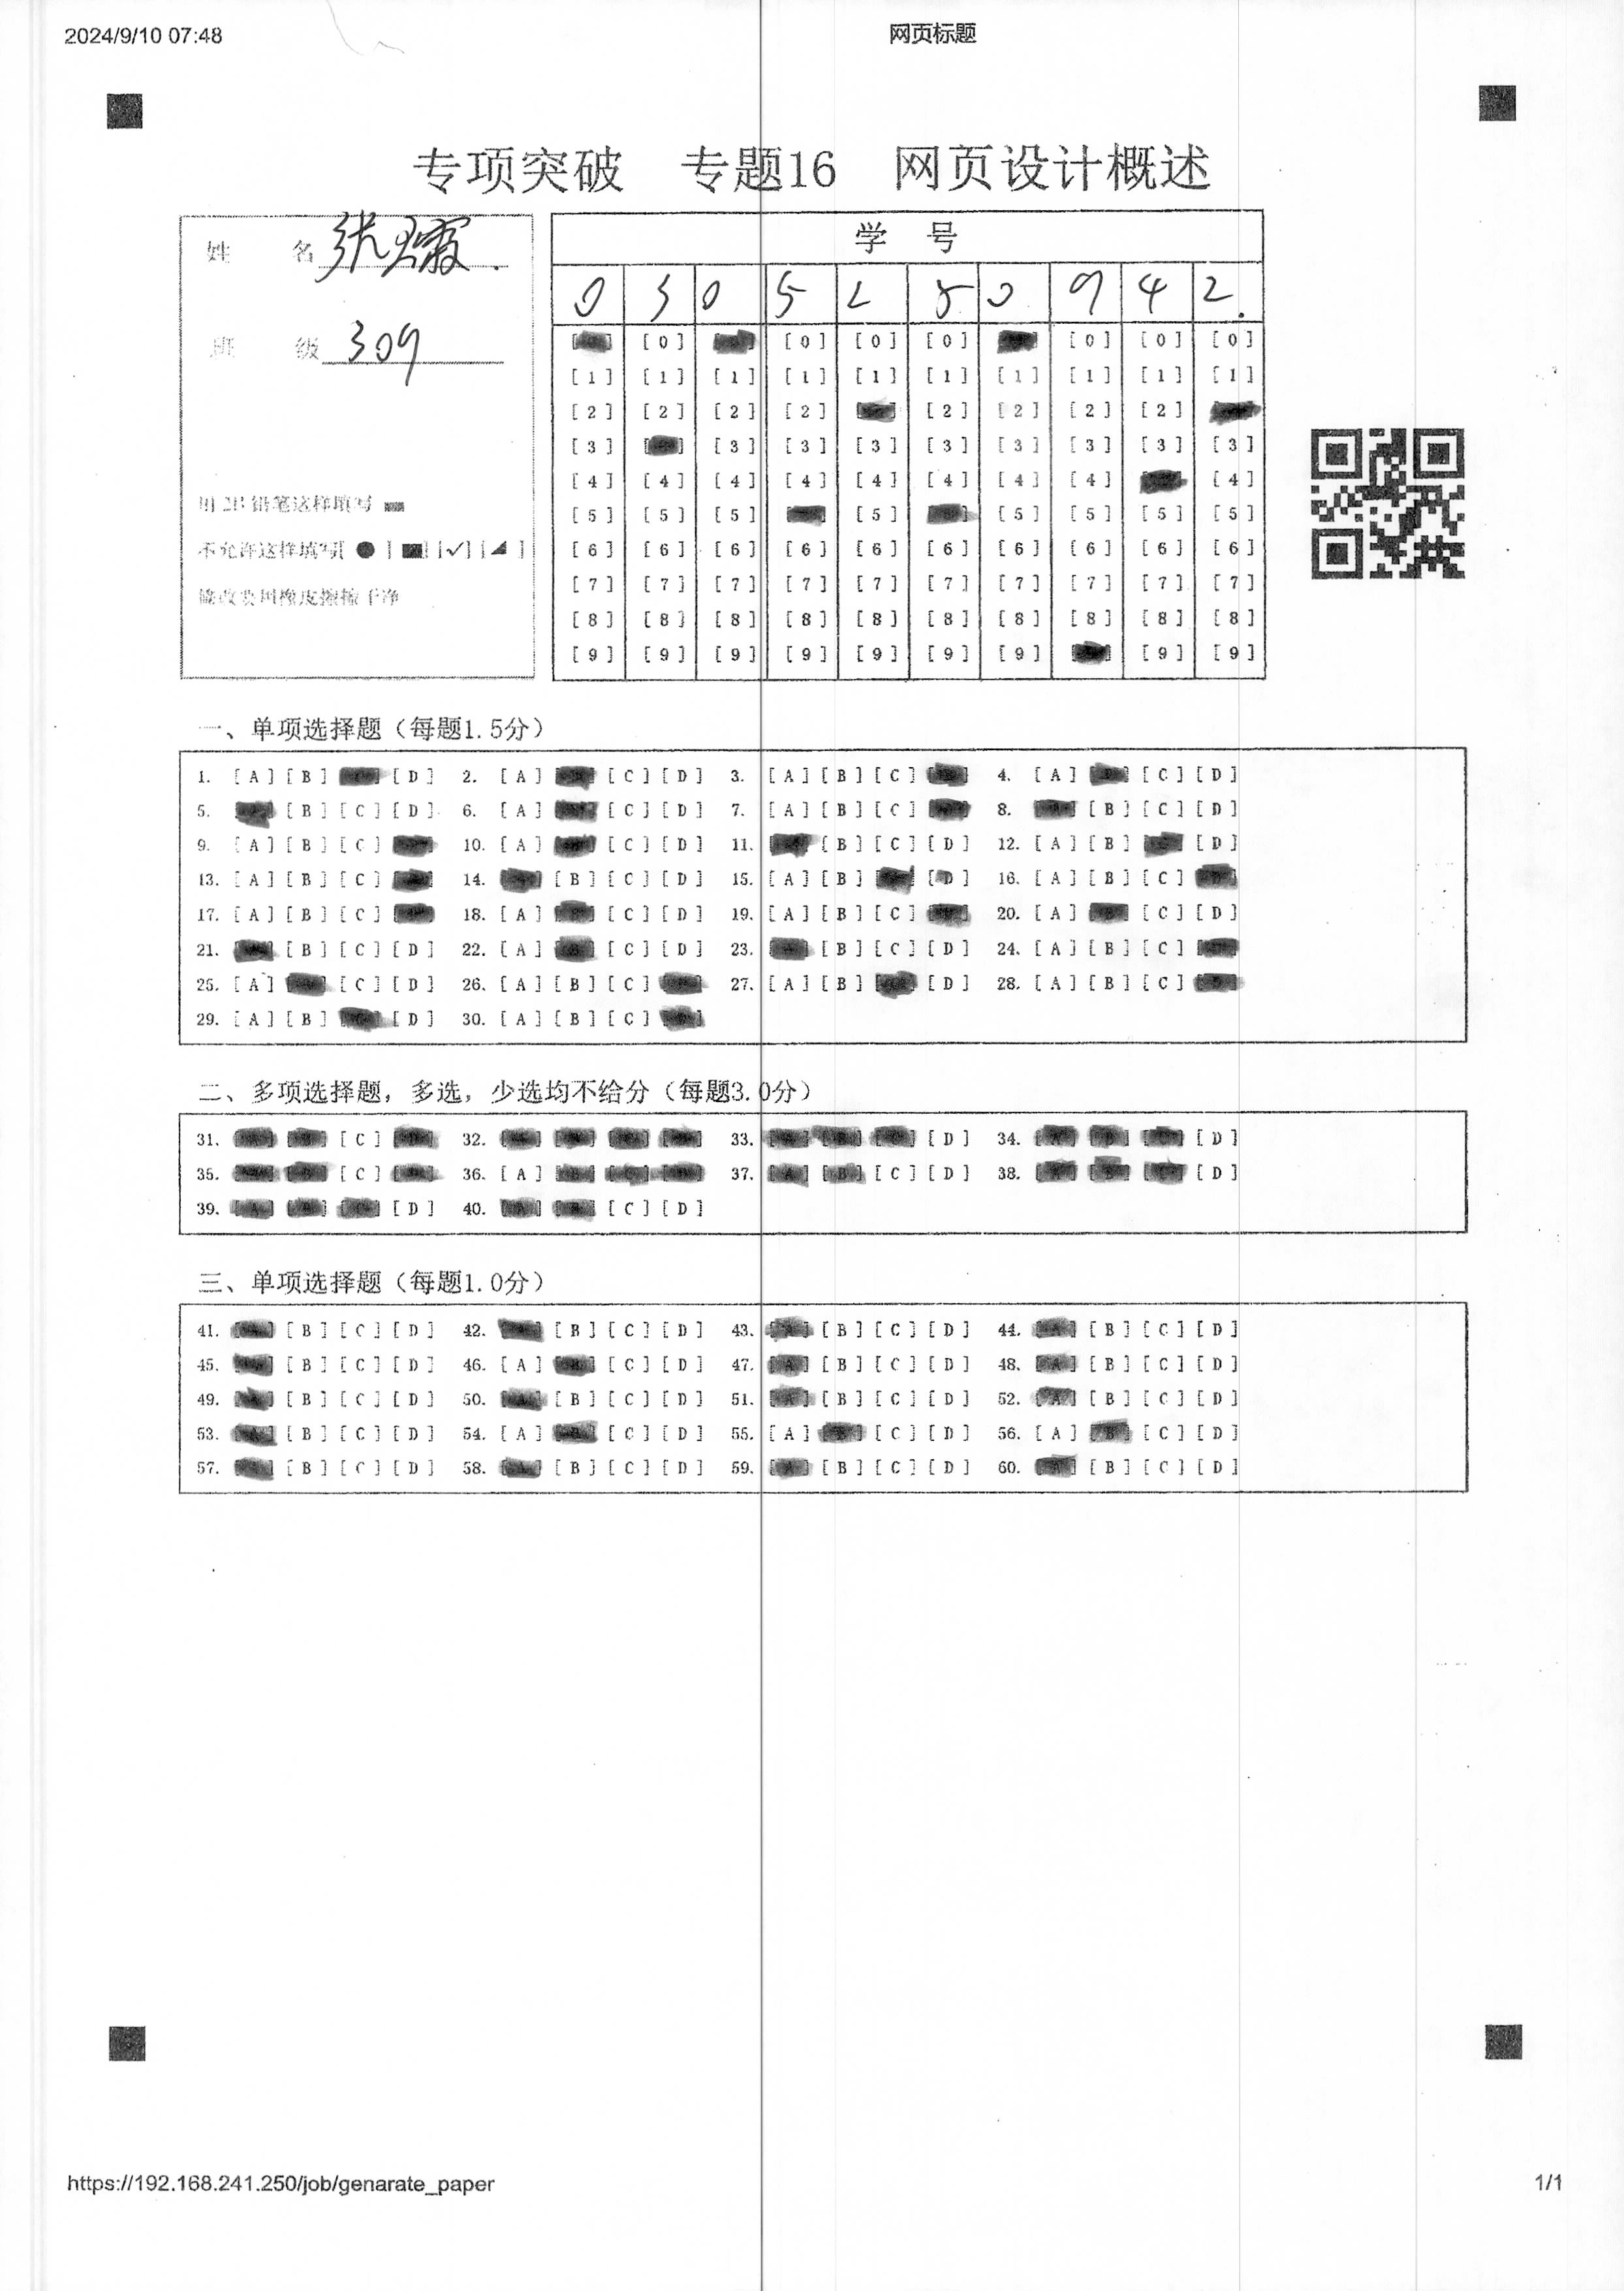 2024/9/10 07:48 网页标题
专项突破 专题16 网页设计概述
姓 名 张
班 级 309
用 2B 铅笔这样填写
不允许这样填写[ ● ] [■] [✓] [◢ ]
修改要用橡皮擦擦干净
学 号
0 3 0 5 2 5 0 9 4 2.
[0] [0] [0] [0] [0] [0] [0]
[1] [1] [1] [1] [1] [1] [1] [1] [1] [1]
[2] [2] [2] [2] [2] [2] [2] [2]
[3] [3] [3] [3] [3] [3] [3] [3] [3]
[4] [4] [4] [4] [4] [4] [4] [4] [4]
[5] [5] [5] [5] [5] [5] [5] [5]
[6] [6] [6] [6] [6] [6] [6] [6] [6] [6]
[7] [7] [7] [7] [7] [7] [7] [7] [7] [7]
[8] [8] [8] [8] [8] [8] [8] [8] [8] [8]
[9] [9] [9] [9] [9] [9] [9] [9] [9]
一、单项选择题（每题1.5分）
1. [A] [B] [D] 2. [A] [C] [D] 3. [A] [B] [C] 4. [A] [C] [D]
5. [B] [C] [D] 6. [A] [C] [D] 7. [A] [B] [C] 8. [B] [C] [D]
9. [A] [B] [C] 10. [A] [C] [D] 11. [B] [C] [D] 12. [A] [B] [D]
13. [A] [B] [C] 14. [B] [C] [D] 15. [A] [B] [D] 16. [A] [B] [C]
17. [A] [B] [C] 18. [A] [C] [D] 19. [A] [B] [C] 20. [A] [C] [D]
21. [B] [C] [D] 22. [A] [C] [D] 23. [B] [C] [D] 24. [A] [B] [C]
25. [A] [C] [D] 26. [A] [B] [C] 27. [A] [B] [D] 28. [A] [B] [C]
29. [A] [B] [D] 30. [A] [B] [C]
二、多项选择题，多选，少选均不给分（每题3.0分）
31. [C] 32. 33. [D] 34. [D]
35. [C] 36. [A] 37. [C] [D] 38. [D]
39. [D] 40. [C] [D]
三、单项选择题（每题1.0分）
41. [B] [C] [D] 42. [B] [C] [D] 43. [B] [C] [D] 44. [B] [C] [D]
45. [B] [C] [D] 46. [A] [C] [D] 47. [B] [C] [D] 48. [B] [C] [D]
49. [B] [C] [D] 50. [B] [C] [D] 51. [B] [C] [D] 52. [B] [C] [D]
53. [B] [C] [D] 54. [A] [C] [D] 55. [A] [C] [D] 56. [A] [C] [D]
57. [B] [C] [D] 58. [B] [C] [D] 59. [B] [C] [D] 60. [B] [C] [D]
https://192.168.241.250/job/genarate_paper 1/1